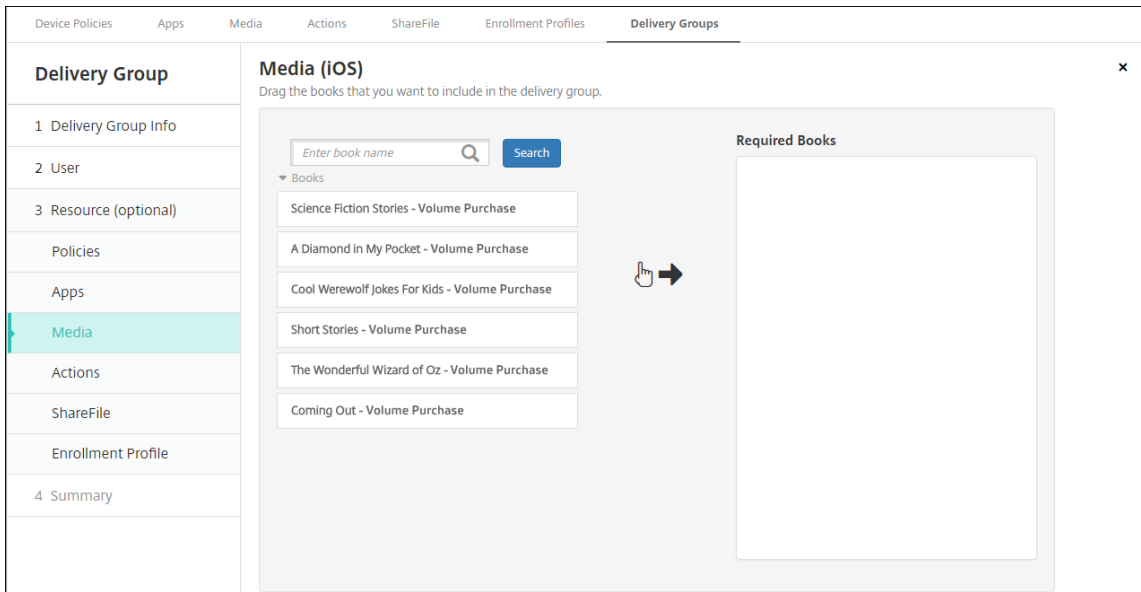 Device Policies Apps Media Actions ShareFile Enrollment Profiles Delivery Groups
Delivery Group
1 Delivery Group Info
2 User
3 Resource (optional)
Policies
Apps
Media
Actions
ShareFile
Enrollment Profile
4 Summary
Media (iOS)
Drag the books that you want to include in the delivery group.
Enter book name Search
Books
Science Fiction Stories - Volume Purchase
A Diamond in My Pocket - Volume Purchase
Cool Werewolf Jokes For Kids - Volume Purchase
Short Stories - Volume Purchase
The Wonderful Wizard of Oz - Volume Purchase
Coming Out - Volume Purchase
Required Books